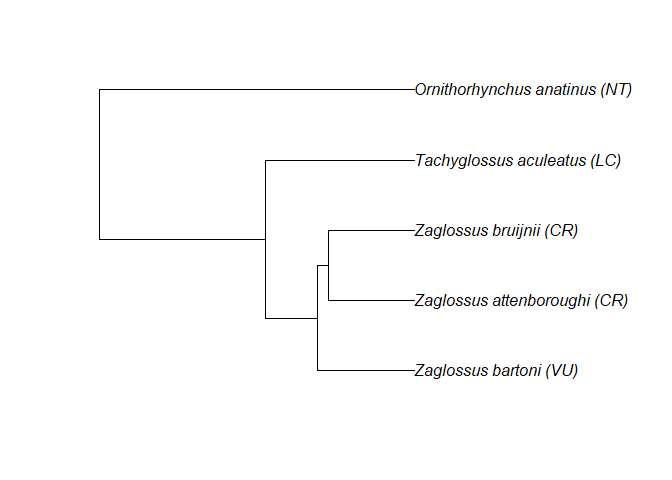 Ornithorhynchus anatinus (NT)
Tachyglossus aculeatus (LC)
Zaglossus bruijnii (CR)
Zaglossus attenboroughi (CR)
Zaglossus bartoni (VU)